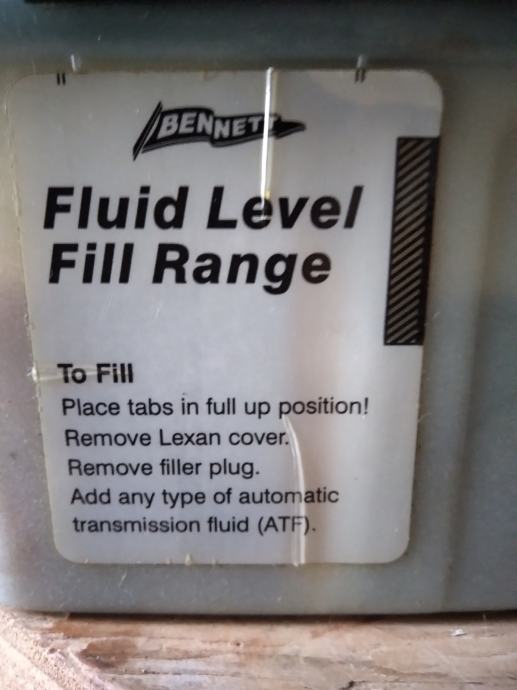 BENNETT
Fluid Level
Fill Range
To Fill
Place tabs in full up position!
Remove Lexan cover.
Remove filler plug.
Add any type of automatic
transmission fluid (ATF).